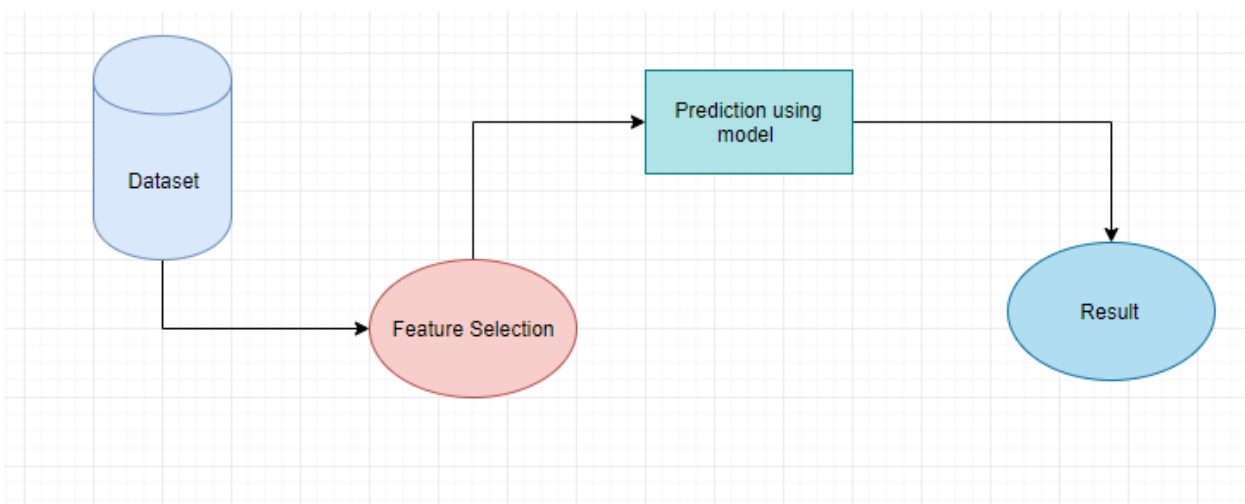 Dataset
Feature Selection
Prediction using
model
Result